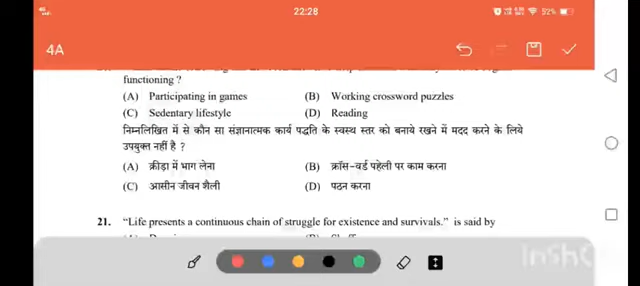 22:28
52%
4A
functioning ?
(A) Participating in games (B) Working crossword puzzles
(C) Sedentary lifestyle (D) Reading
निम्नलिखित में से कौन सा संज्ञानात्मक कार्य पद्धति के स्वस्थ स्तर को बनाये रखने में मदद करने के लिये
उपयुक्त नहीं है ?
(A) क्रीड़ा में भाग लेना (B) क्रॉस-वर्ड पहेली पर काम करना
(C) आसीन जीवन शैली (D) पठन करना
21. “Life presents a continuous chain of struggle for existence and survivals.” is said by